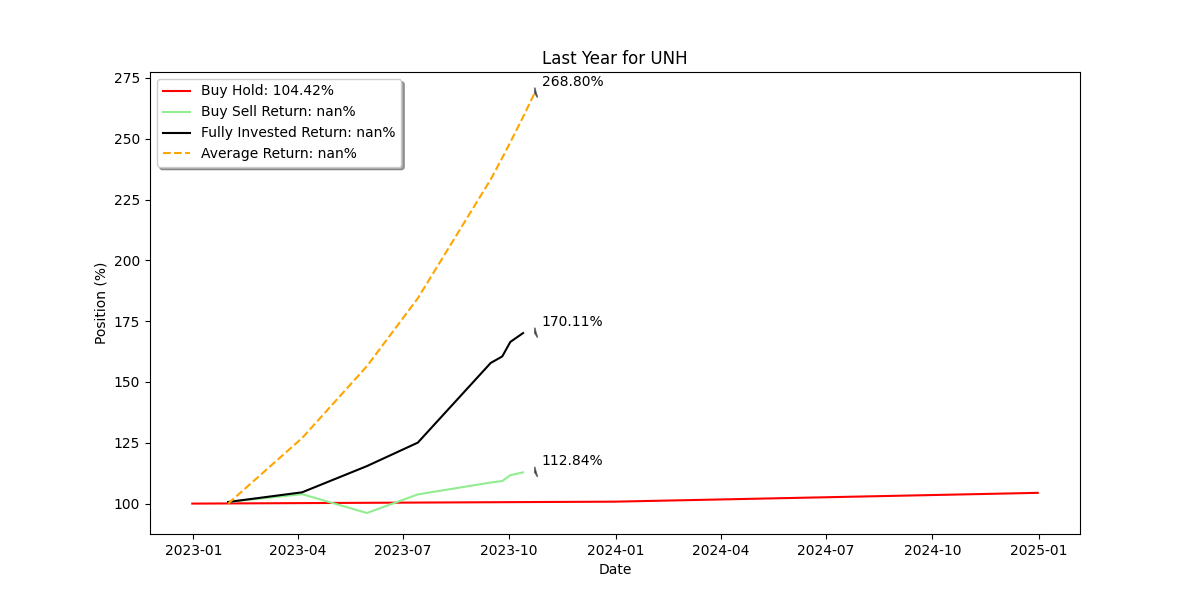 Last Year for UNH
275
250
225
200
175
150
125
100
Position (%)
Buy Hold: 104.42%
Buy Sell Return: nan%
Fully Invested Return: nan%
Average Return: nan%
268.80%
170.11%
112.84%
2023-01 2023-04 2023-07 2023-10 2024-01 2024-04 2024-07 2024-10 2025-01
Date